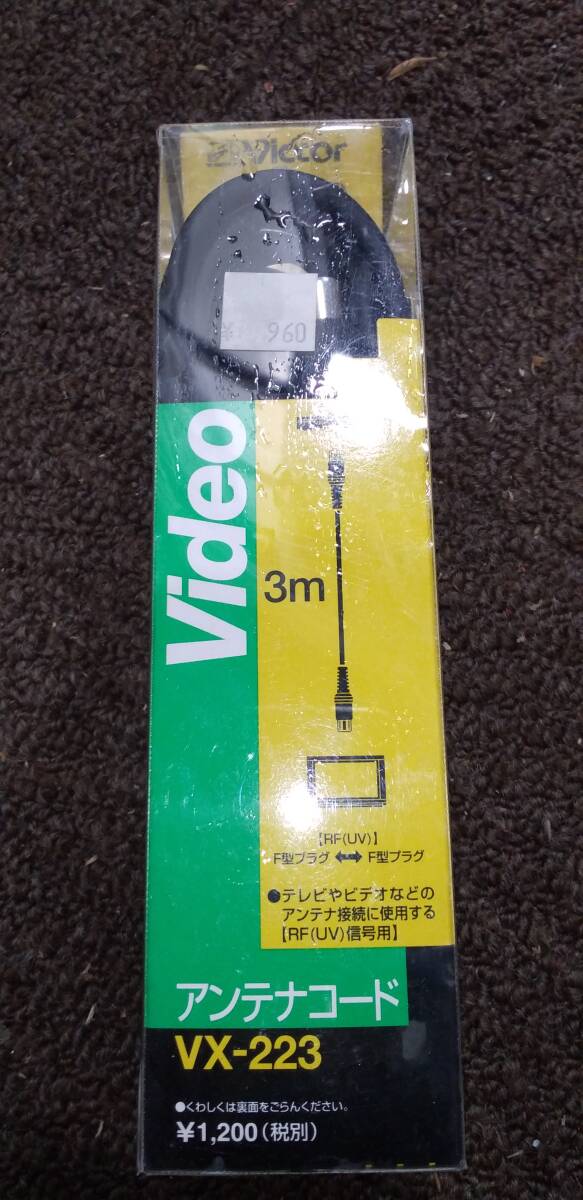 Victor
¥ 960
Video
3m
【RF(UV)】
F型プラグ ⟷ F型プラグ
●テレビやビデオなどの
アンテナ接続に使用する
【RF(UV)信号用】
アンテナコード
VX-223
●くわしくは裏面をごらんください。
¥1,200(税別)